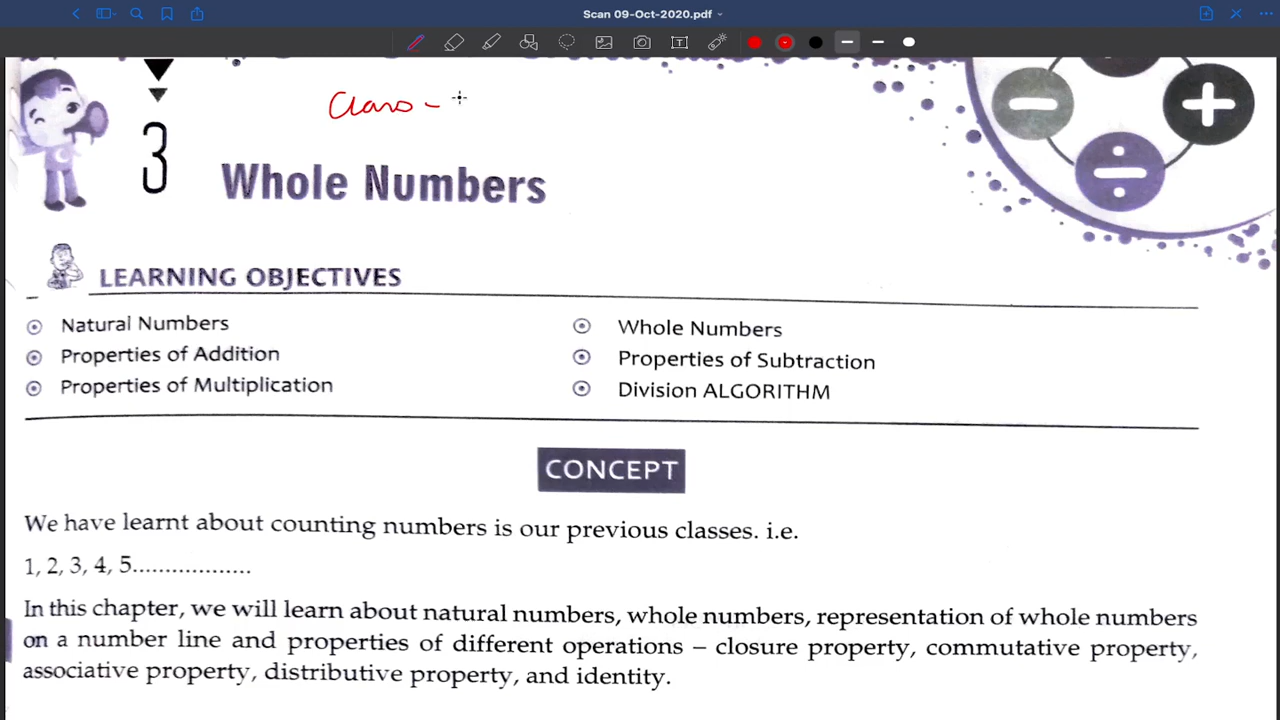 Scan 09-Oct-2020.pdf
Class -
3
Whole Numbers
LEARNING OBJECTIVES
Natural Numbers
Whole Numbers
Properties of Addition
Properties of Subtraction
Properties of Multiplication
Division ALGORITHM
CONCEPT
We have learnt about counting numbers is our previous classes. i.e.
1, 2, 3, 4, 5..................
In this chapter, we will learn about natural numbers, whole numbers, representation of whole numbers
on a number line and properties of different operations – closure property, commutative property,
associative property, distributive property, and identity.